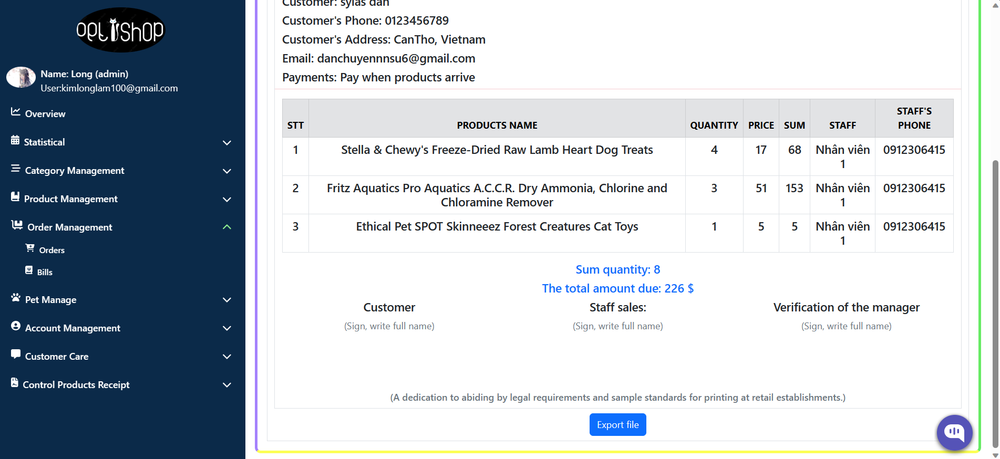 OPLISHOP
Name: Long (admin)
User:kimlonglam100@gmail.com
Overview
Statistical
Category Management
Product Management
Order Management
Orders
Bills
Pet Manage
Account Management
Customer Care
Control Products Receipt
Customer: sylas dan
Customer's Phone: 0123456789
Customer's Address: CanTho, Vietnam
Email: danchuyennnsu6@gmail.com
Payments: Pay when products arrive
STT PRODUCTS NAME QUANTITY PRICE SUM STAFF STAFF'S PHONE
1 Stella & Chewy's Freeze-Dried Raw Lamb Heart Dog Treats 4 17 68 Nhân viên 1 0912306415
2 Fritz Aquatics Pro Aquatics A.C.C.R. Dry Ammonia, Chlorine and Chloramine Remover 3 51 153 Nhân viên 1 0912306415
3 Ethical Pet SPOT Skinneeez Forest Creatures Cat Toys 1 5 5 Nhân viên 1 0912306415
Sum quantity: 8
The total amount due: 226 $
Customer Staff sales: Verification of the manager
(Sign, write full name) (Sign, write full name) (Sign, write full name)
(A dedication to abiding by legal requirements and sample standards for printing at retail establishments.)
Export file